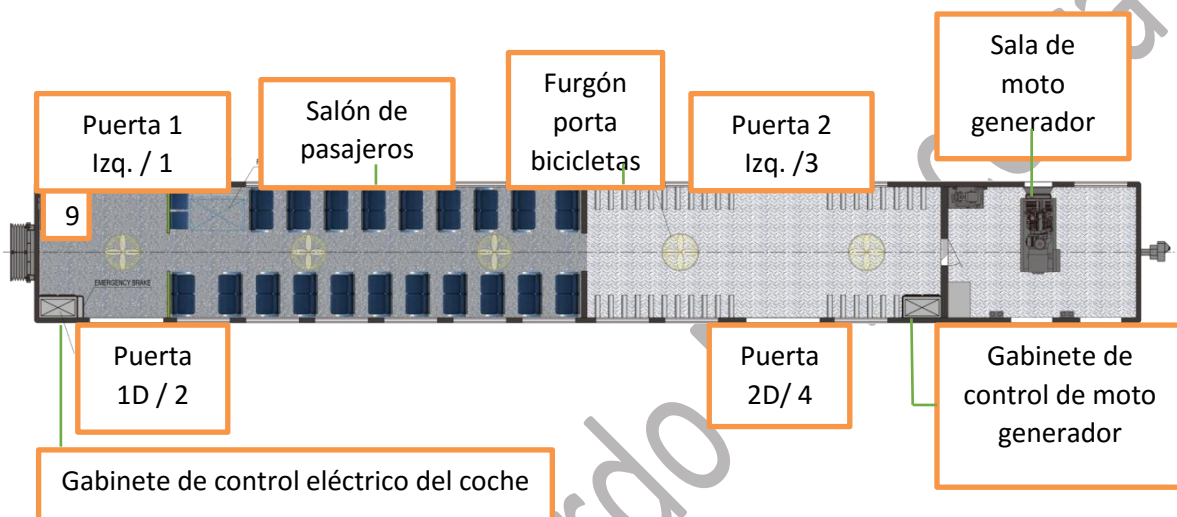 Puerta 1
Izq. / 1
Salón de
pasajeros
Furgón
porta
bicicletas
Puerta 2
Izq. /3
Sala de
moto
generador
9
EMERGENCY BRAKE
Puerta
1D / 2
Puerta
2D/ 4
Gabinete de
control de moto
generador
Gabinete de control eléctrico del coche